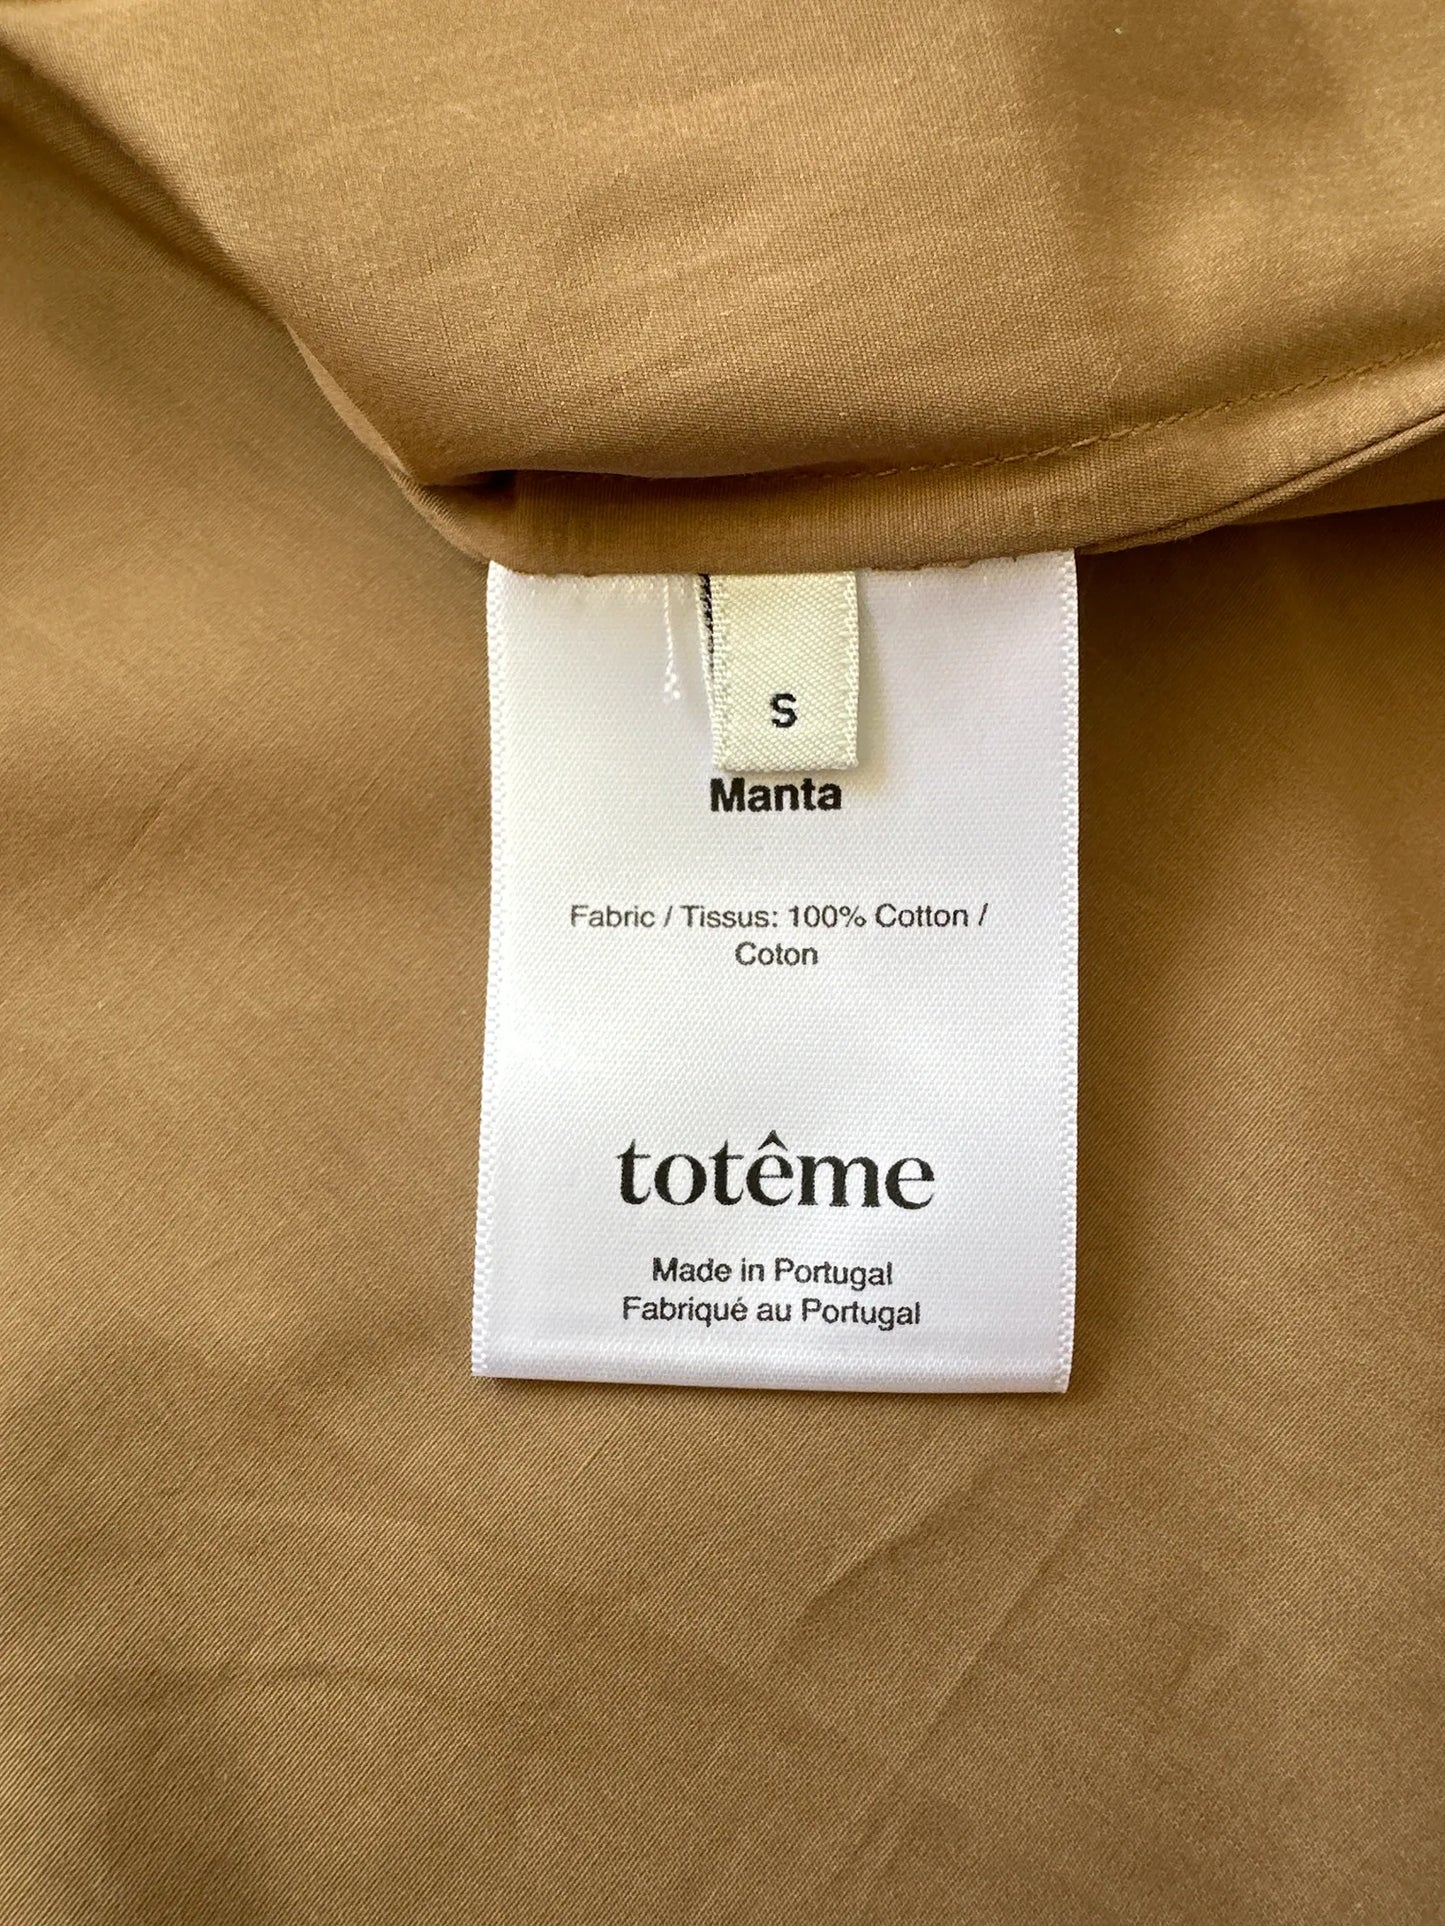 S
Manta
Fabric / Tissus: 100% Cotton /
Coton
totême
Made in Portugal
Fabriqué au Portugal